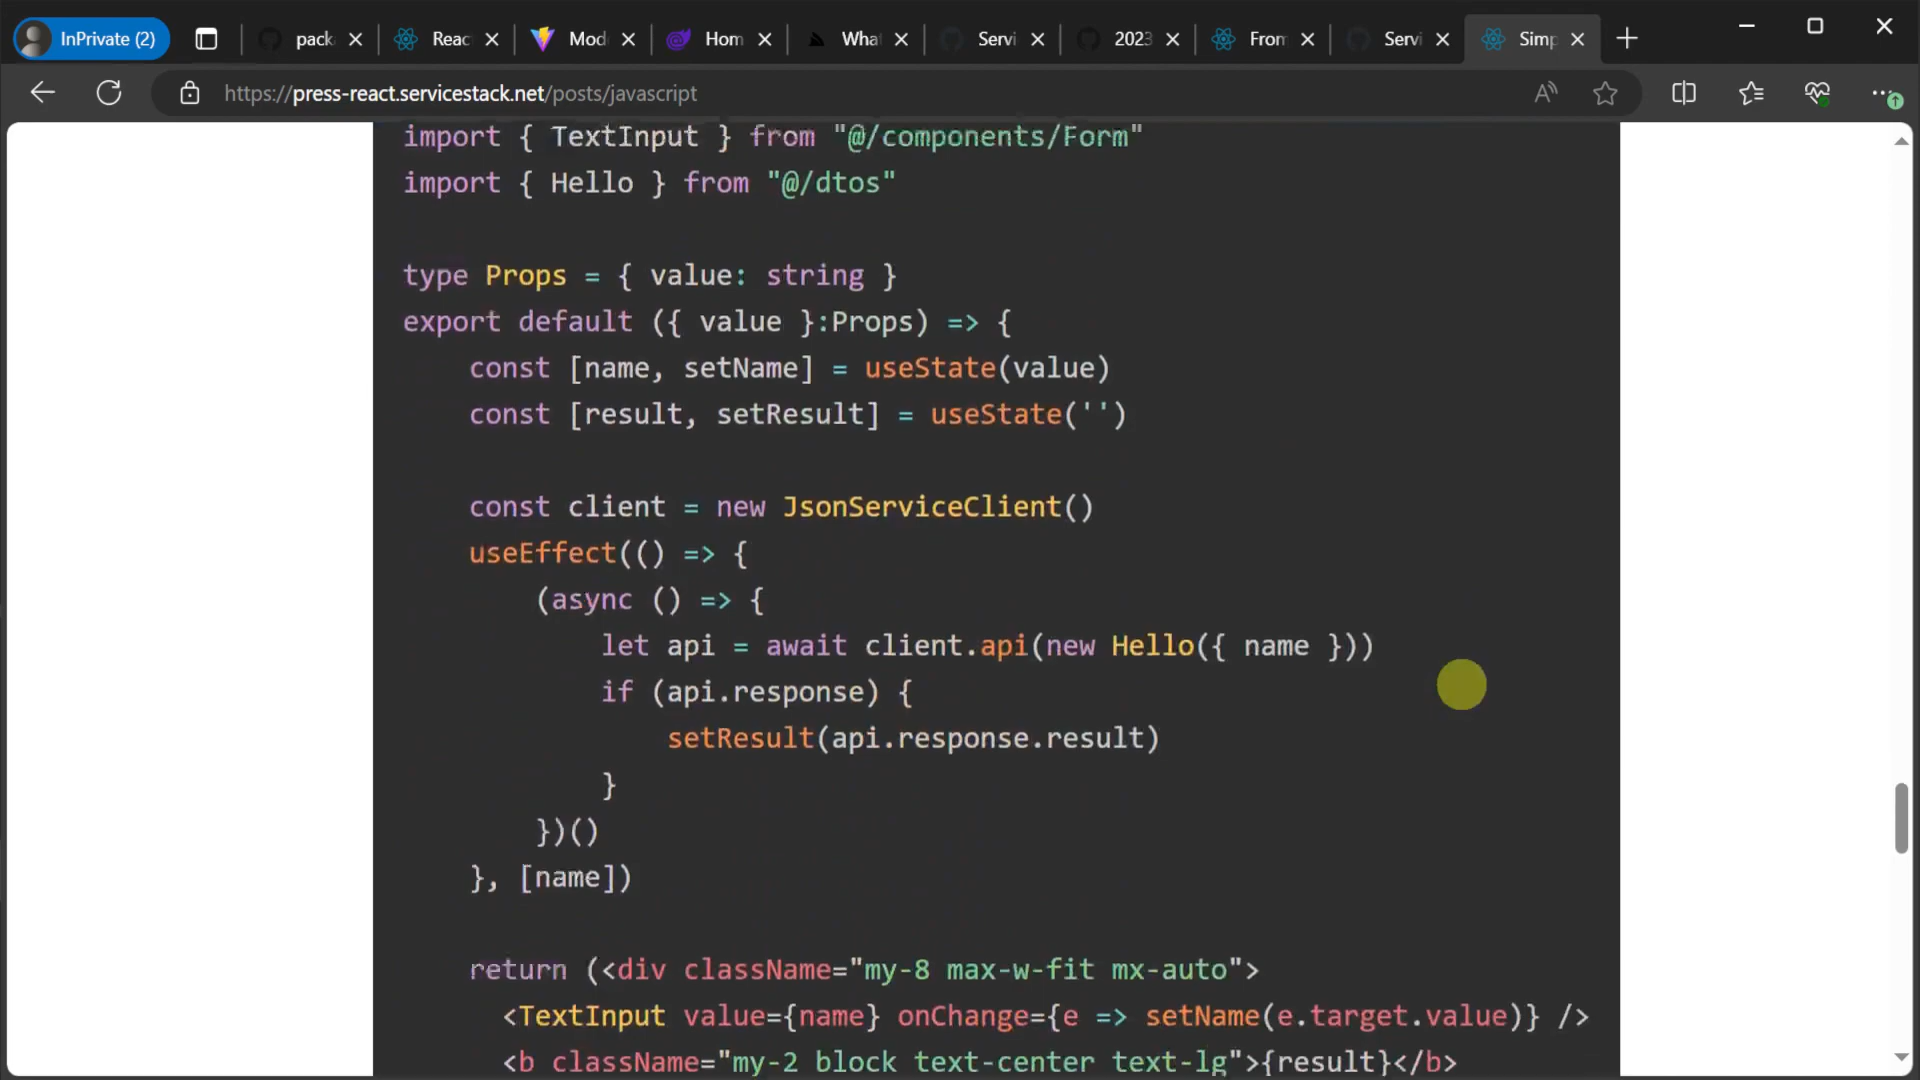 InPrivate (2)
pack
Reac
Mod
Hom
Wha
Servi
2023
From
Servi
Simp
https://press-react.servicestack.net/posts/javascript
import { TextInput } from "@/components/Form"
import { Hello } from "@/dtos"
type Props = { value: string }
export default ({ value }:Props) => {
    const [name, setName] = useState(value)
    const [result, setResult] = useState('')
    const client = new JsonServiceClient()
    useEffect(() => {
        (async () => {
            let api = await client.api(new Hello({ name }))
            if (api.response) {
                setResult(api.response.result)
            }
        })()
    }, [name])
    return (<div className="my-8 max-w-fit mx-auto">
      <TextInput value={name} onChange={e => setName(e.target.value)} />
      <b className="my-2 block text-center text-lg">{result}</b>